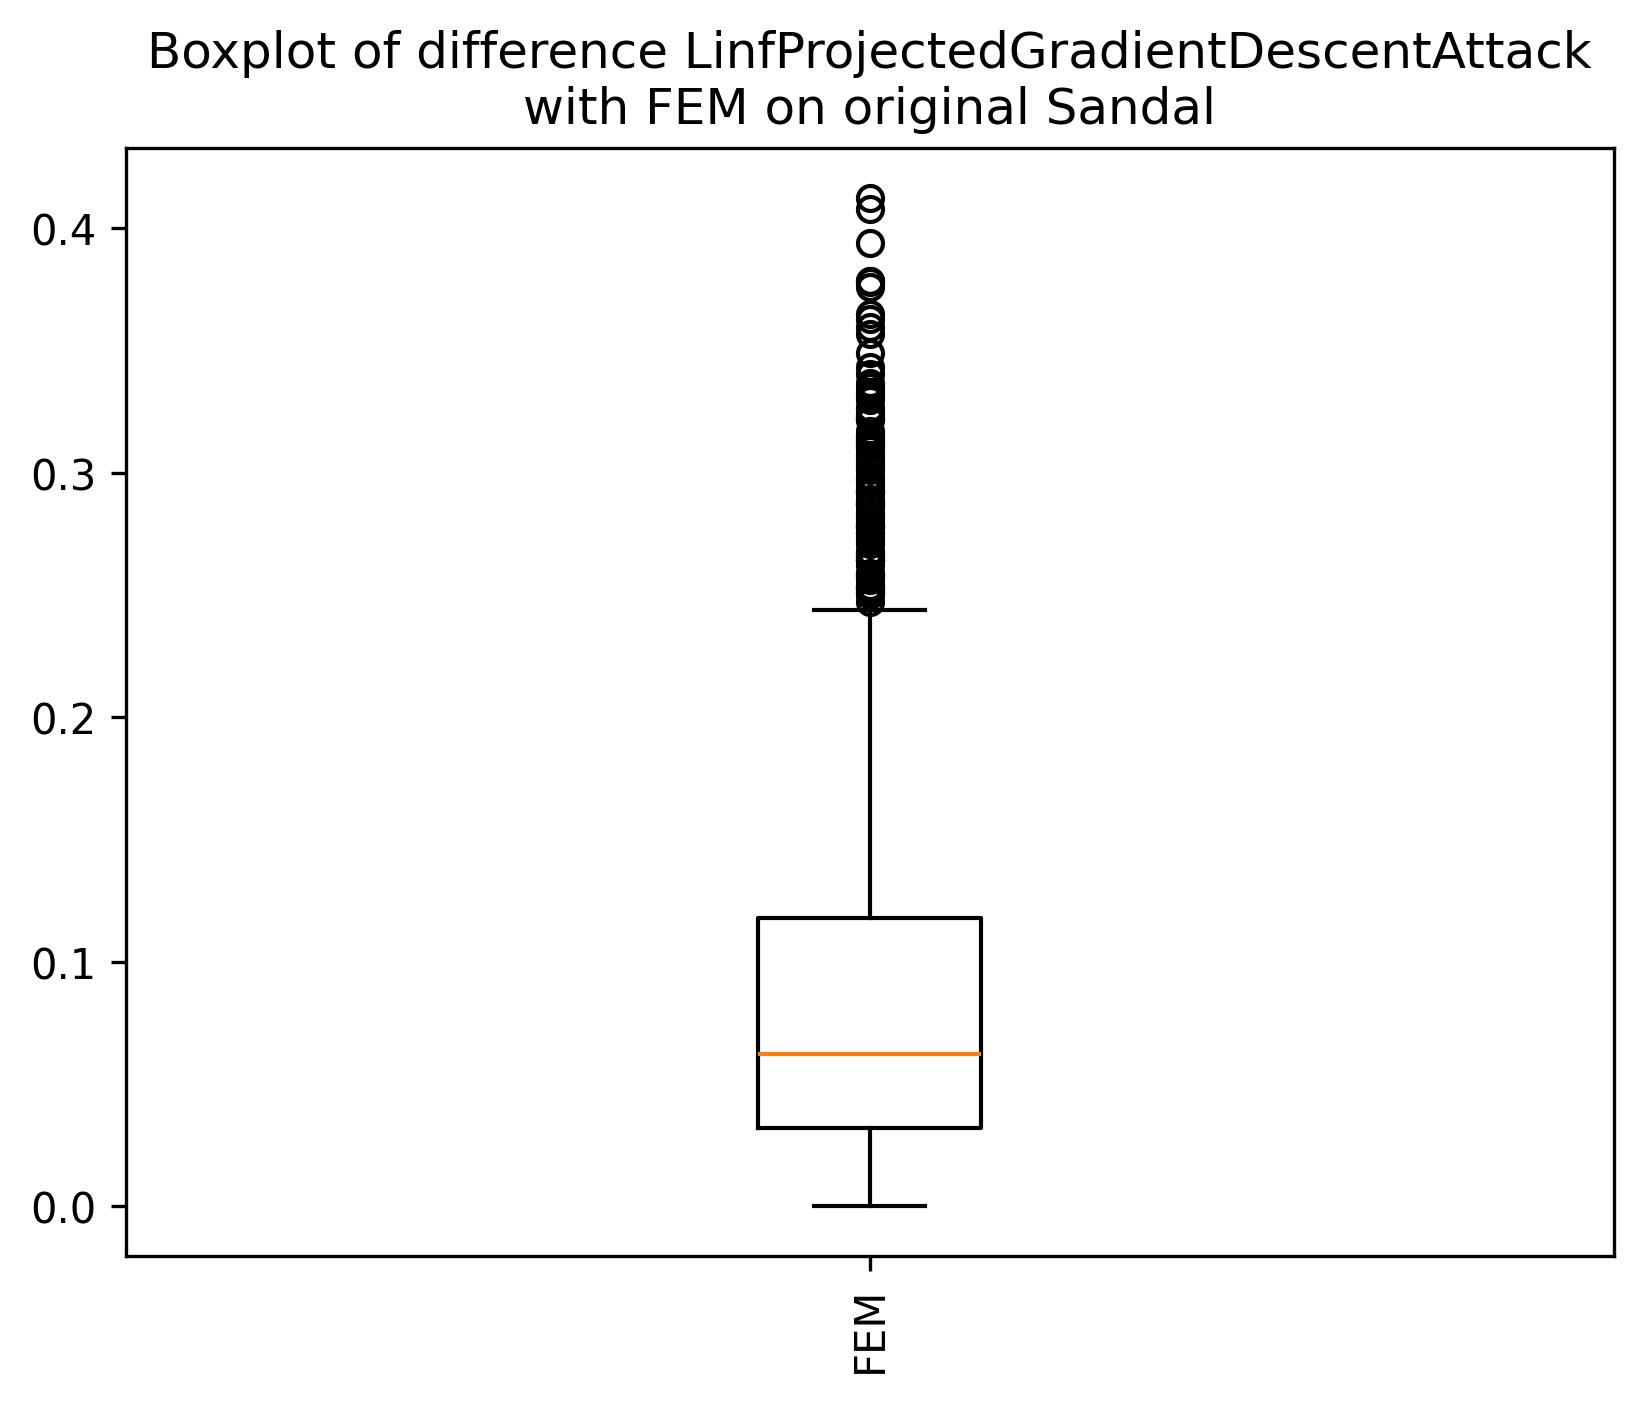 Boxplot of difference LinfProjectedGradientDescentAttack
with FEM on original Sandal
0.4
0.3
0.2
0.1
0.0
FEM